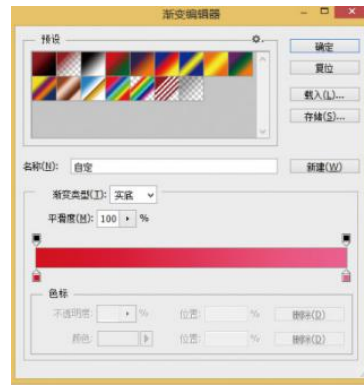 渐变编辑器
预设
确定
复位
载入(L)...
存储(S)...
名称(N): 自定
新建(W)
渐变类型(T): 实底
平滑度(M): 100 %
色标
不透明度: % 位置: % 删除(D)
颜色: 位置: % 删除(D)